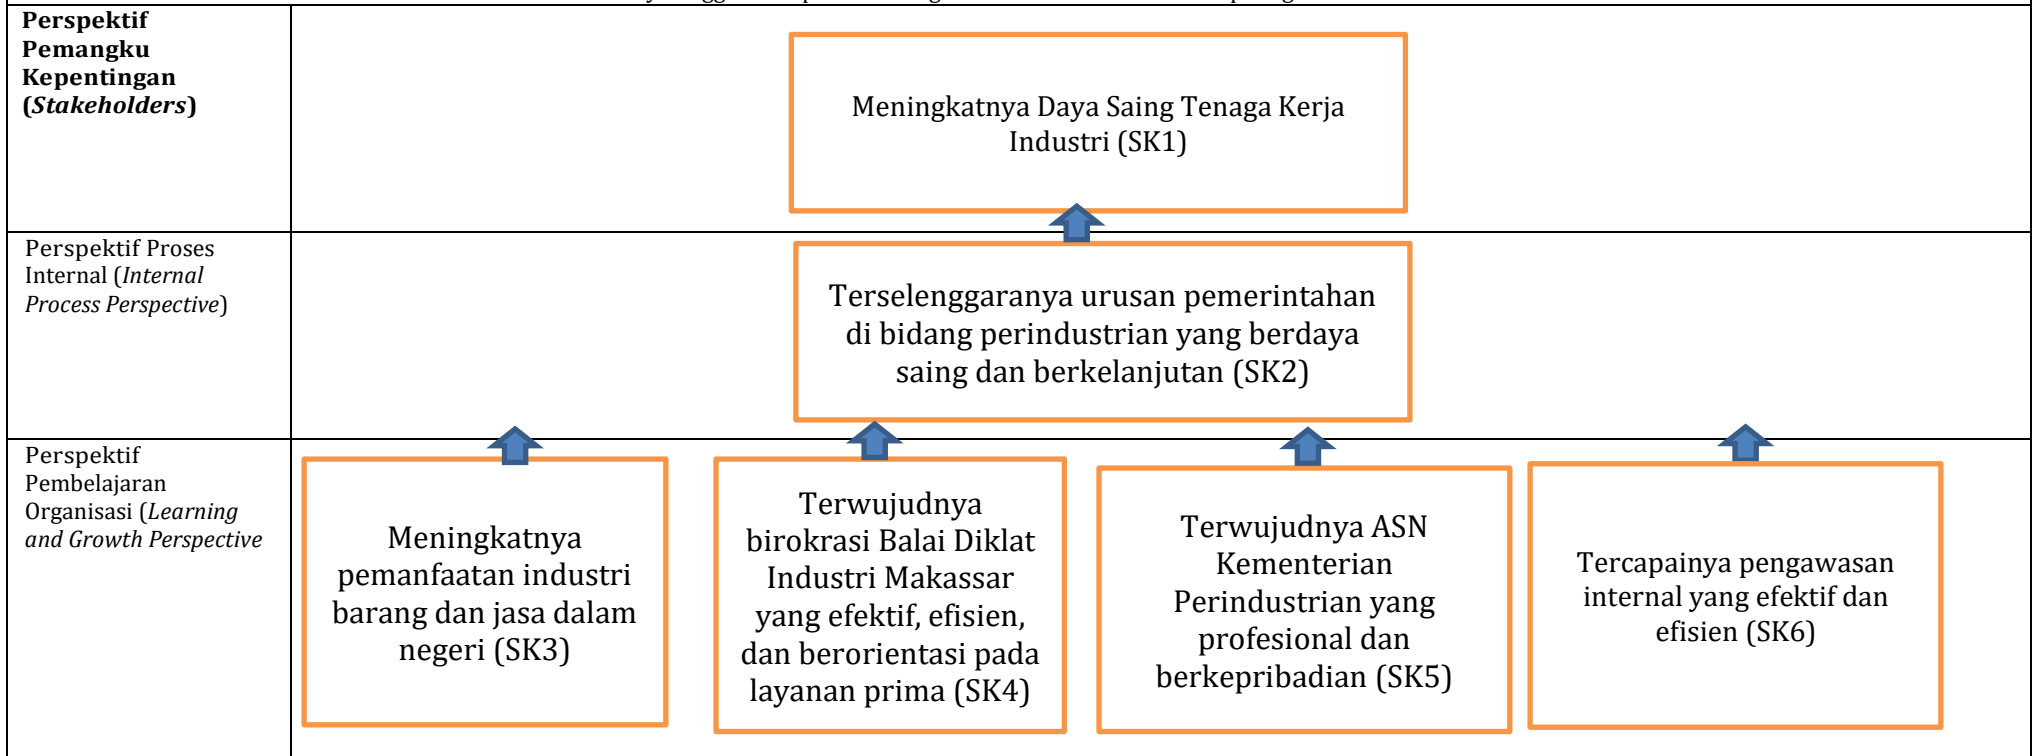 Perspektif
Pemangku
Kepentingan
(Stakeholders)
Meningkatnya Daya Saing Tenaga Kerja
Industri (SK1)
Perspektif Proses
Internal (Internal
Process Perspective)
Terselenggaranya urusan pemerintahan
di bidang perindustrian yang berdaya
saing dan berkelanjutan (SK2)
Perspektif
Pembelajaran
Organisasi (Learning
and Growth Perspective
Meningkatnya
pemanfaatan industri
barang dan jasa dalam
negeri (SK3)
Terwujudnya
birokrasi Balai Diklat
Industri Makassar
yang efektif, efisien,
dan berorientasi pada
layanan prima (SK4)
Terwujudnya ASN
Kementerian
Perindustrian yang
profesional dan
berkepribadian (SK5)
Tercapainya pengawasan
internal yang efektif dan
efisien (SK6)